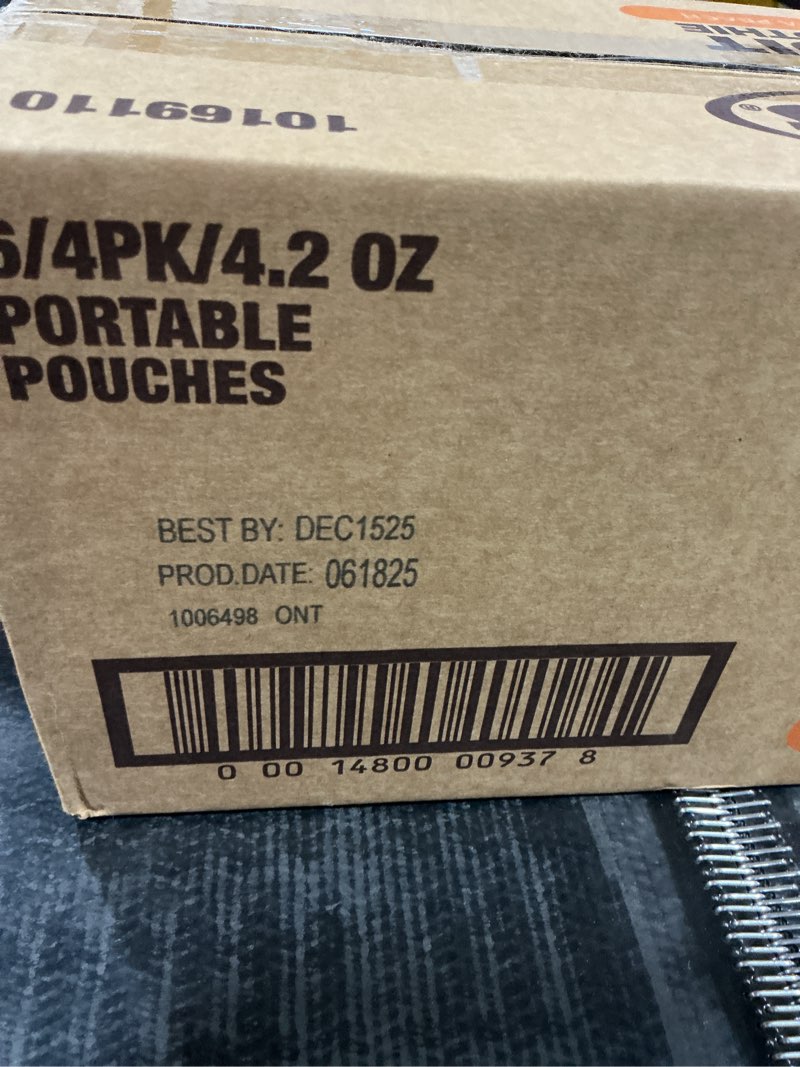 10169110
6/4PK/4.2 OZ
PORTABLE
POUCHES
BEST BY: DEC1525
PROD.DATE: 061825
1006498 ONT
0 00 14800 00937 8